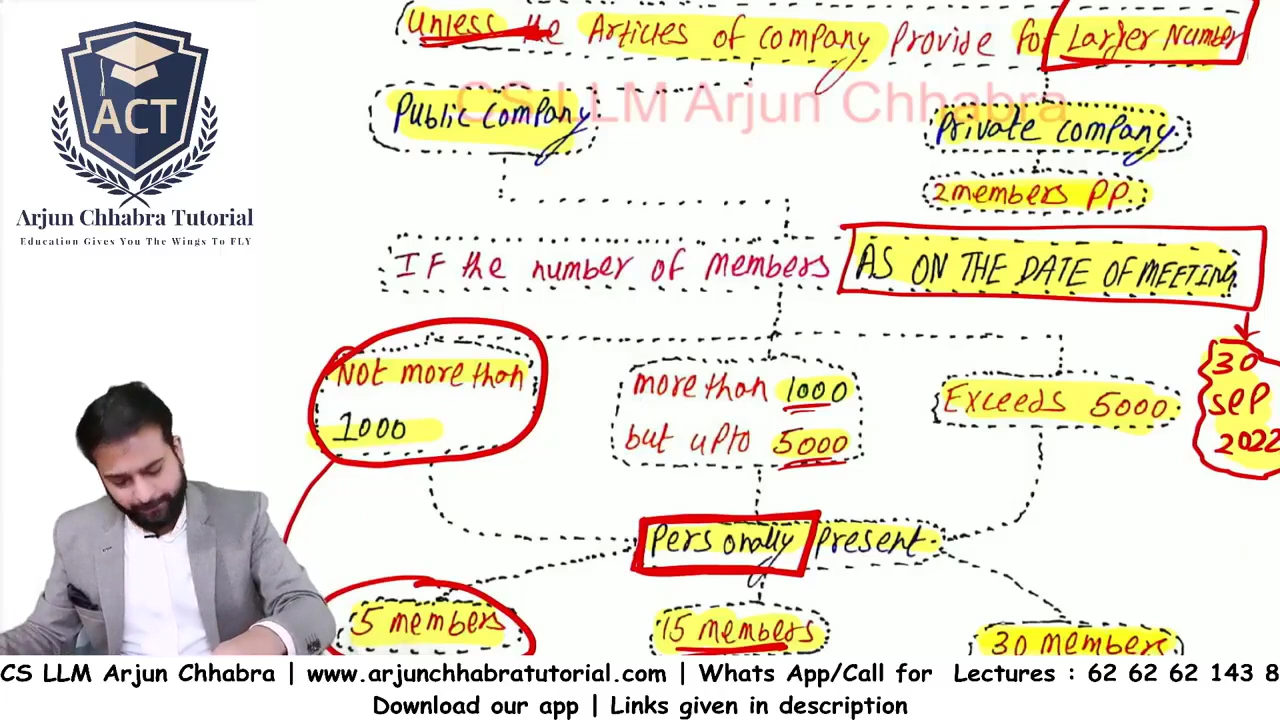 Unless the Articles of company Provide for Larger Number
CS LLM Arjun Chhabra
Public company
Private company.
2 members P.P.
IF the number of members AS ON THE DATE OF MEETING
Not more than
1000
more than 1000
but upto 5000
Exceeds 5000
30
SEP
2022
Personally Present.
5 members
15 members
30 members
ACT
Arjun Chhabra Tutorial
Education Gives You The Wings To FLY
CS LLM Arjun Chhabra | www.arjunchhabratutorial.com | Whats App/Call for Lectures : 62 62 62 143 8
Download our app | Links given in description